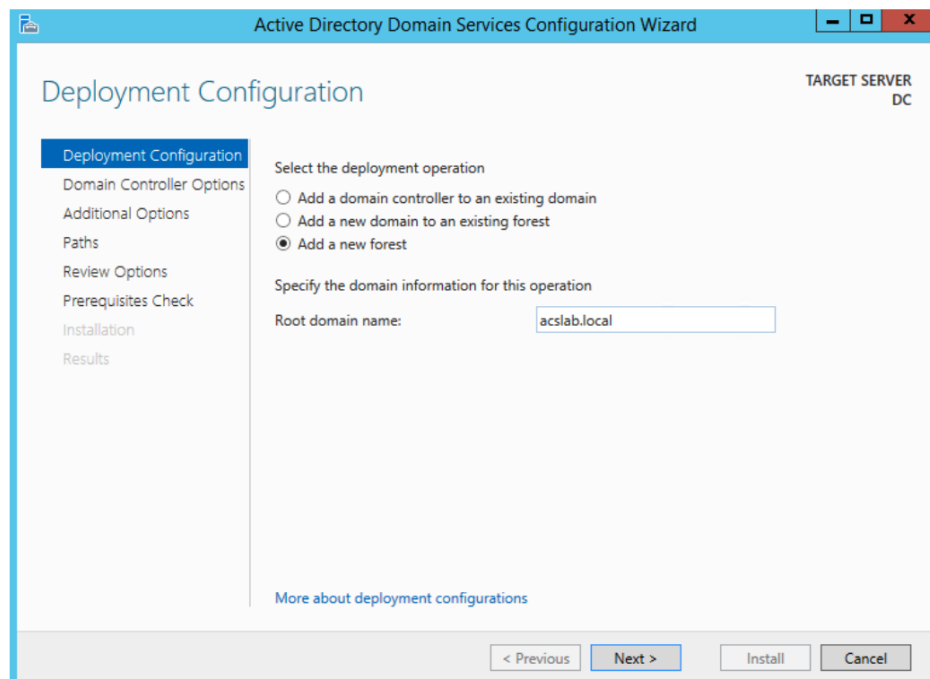 Active Directory Domain Services Configuration Wizard
Deployment Configuration
TARGET SERVER
DC
Deployment Configuration
Domain Controller Options
Additional Options
Paths
Review Options
Prerequisites Check
Installation
Results
Select the deployment operation
Add a domain controller to an existing domain
Add a new domain to an existing forest
Add a new forest
Specify the domain information for this operation
Root domain name: acslab.local
More about deployment configurations
< Previous Next > Install Cancel